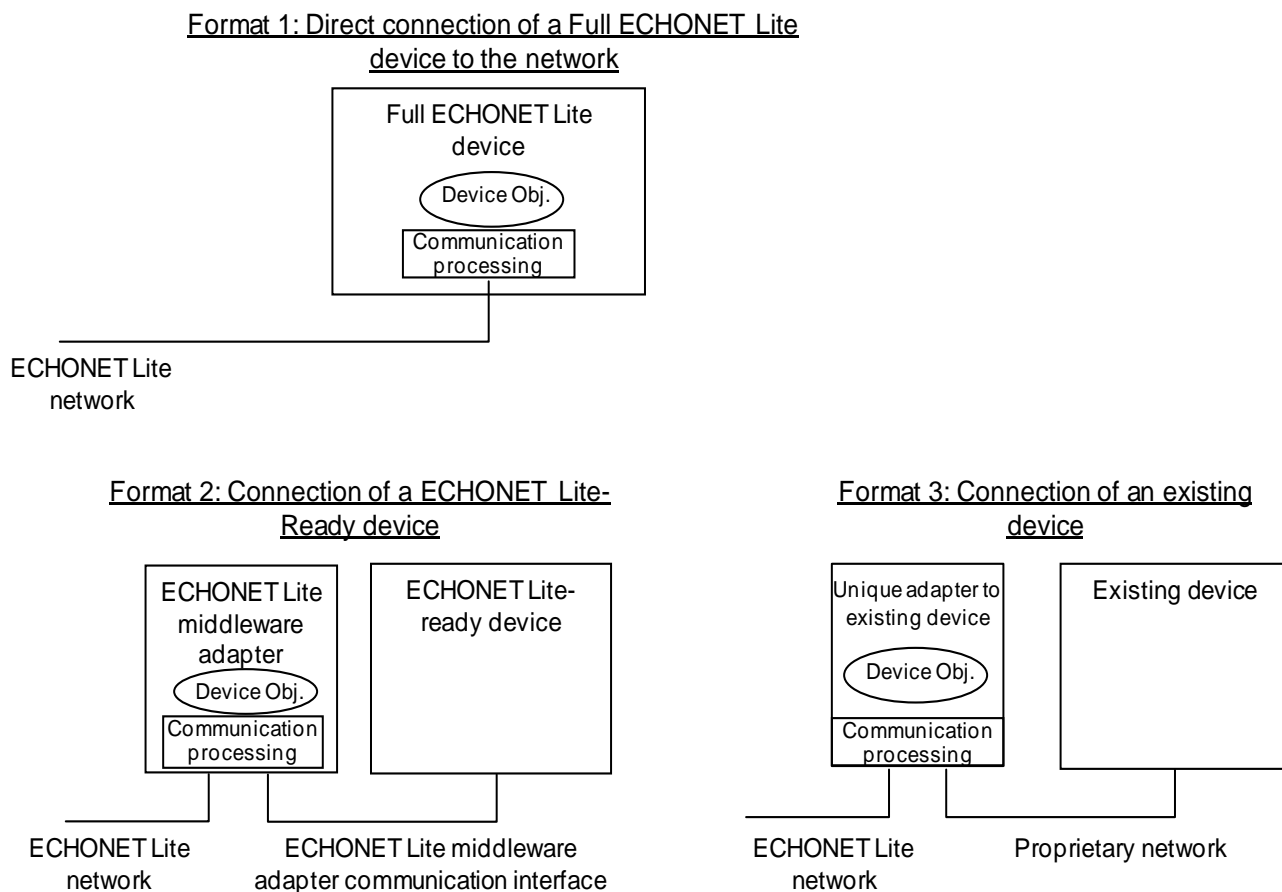 Format 1: Direct connection of a Full ECHONET Lite
device to the network
Full ECHONET Lite
device
Device Obj.
Communication
processing
ECHONET Lite
network
Format 2: Connection of a ECHONET Lite-
Ready device
ECHONET Lite
middleware
adapter
Device Obj.
Communication
processing
ECHONET Lite-
ready device
ECHONET Lite
network
ECHONET Lite middleware
adapter communication interface
Format 3: Connection of an existing
device
Unique adapter to
existing device
Device Obj.
Communication
processing
Existing device
ECHONET Lite
network
Proprietary network